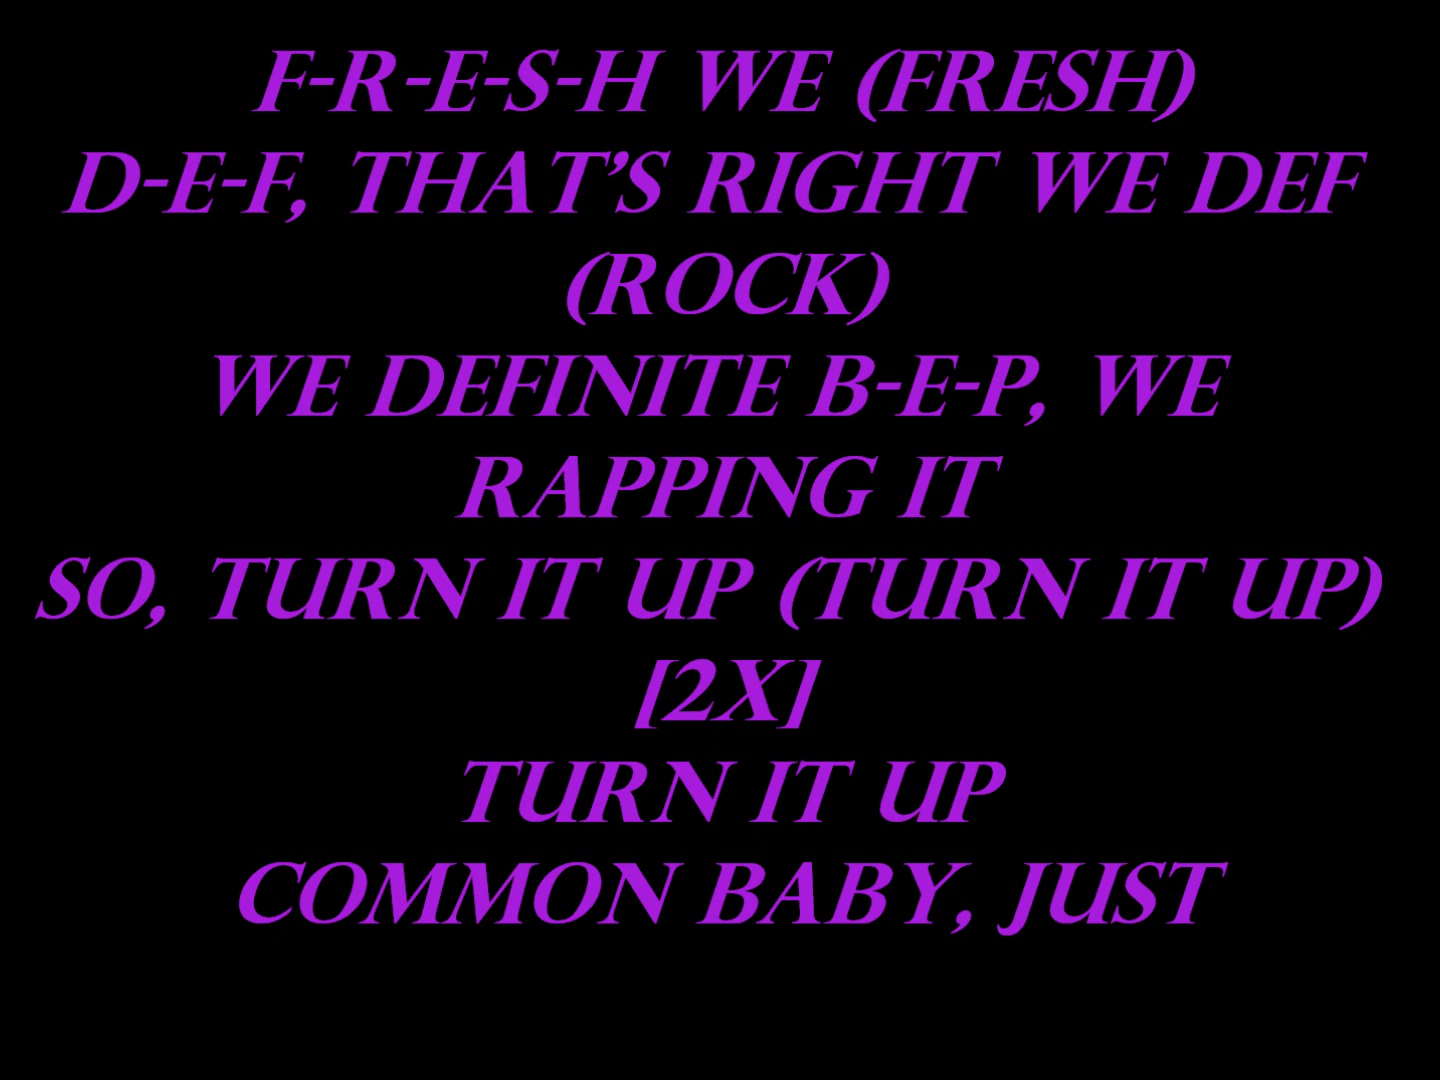 F-R-E-S-H WE (FRESH)
D-E-F, THAT'S RIGHT WE DEF
(ROCK)
WE DEFINITE B-E-P, WE
RAPPING IT
SO, TURN IT UP (TURN IT UP)
[2X]
TURN IT UP
COMMON BABY, JUST